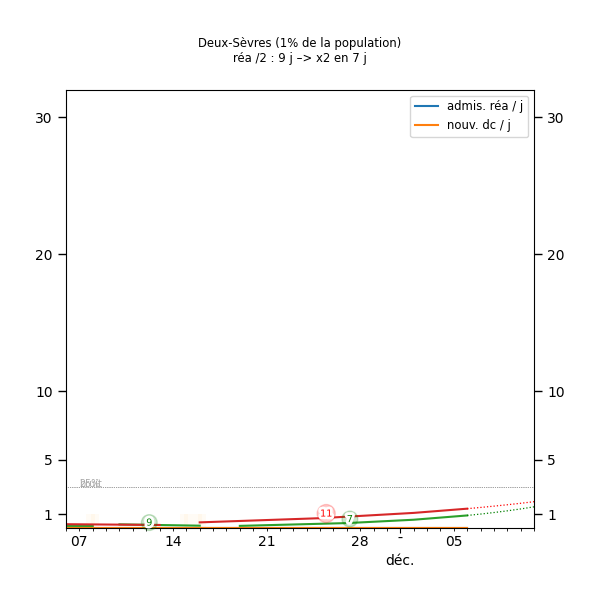 Deux-Sèvres (1% de la population)
réa /2 : 9 j –> x2 en 7 j
admis. réa / j
nouv. dc / j
30 30
20 20
10 10
5 5
1 1
9 11 7
07 14 21 28 - 05
déc.